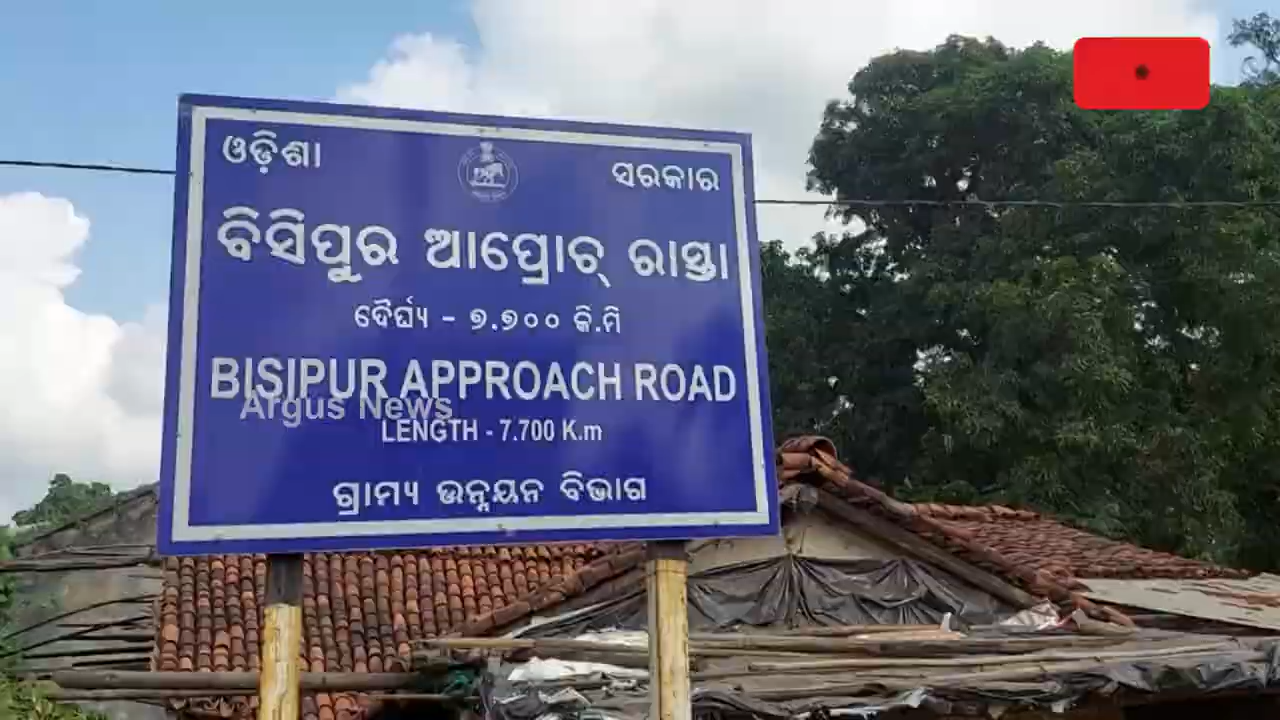 ଓଡ଼ିଶା ସରକାର
ବିସିପୁର ଆପ୍ରୋଚ୍ ରାସ୍ତା
ଦୈର୍ଘ୍ୟ - ୭.୭୦୦ କି.ମି
BISIPUR APPROACH ROAD
Argus News
LENGTH - 7.700 K.m
ଗ୍ରାମ୍ୟ ଉନ୍ନୟନ ବିଭାଗ